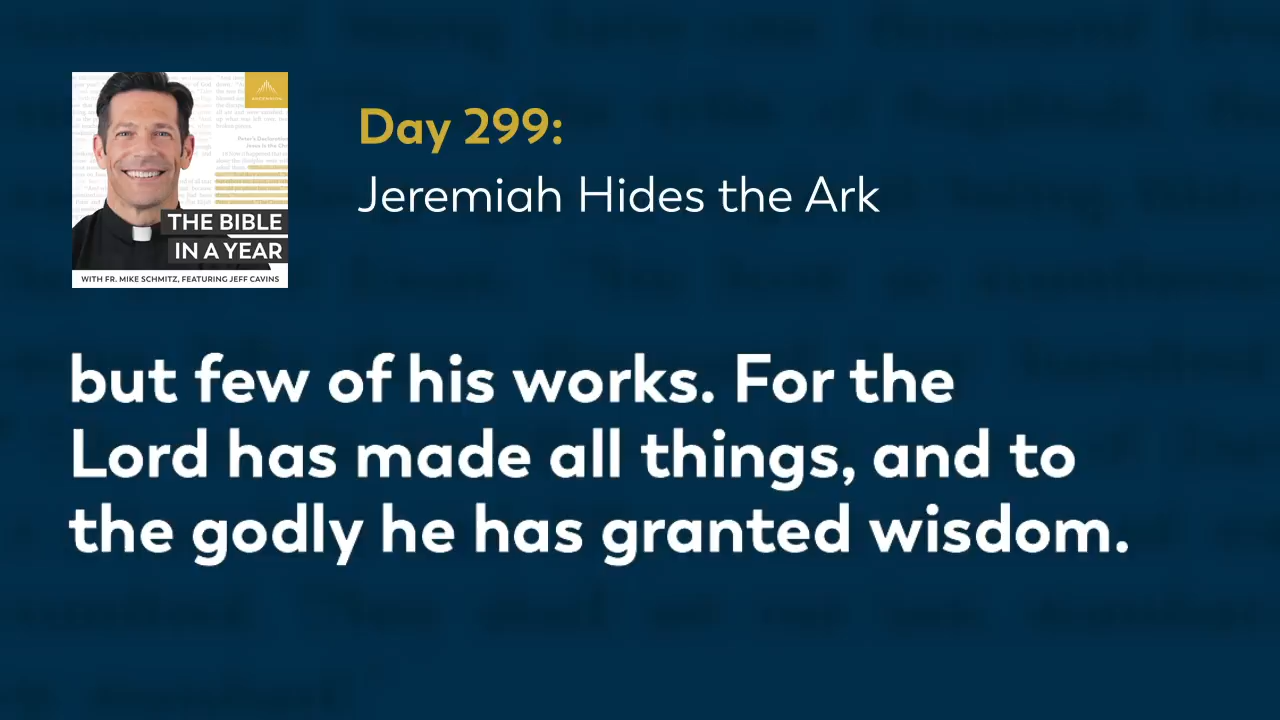 Day 299:
Jeremiah Hides the Ark
THE BIBLE
IN A YEAR
WITH FR. MIKE SCHMITZ, FEATURING JEFF CAVINS
but few of his works. For the
Lord has made all things, and to
the godly he has granted wisdom.